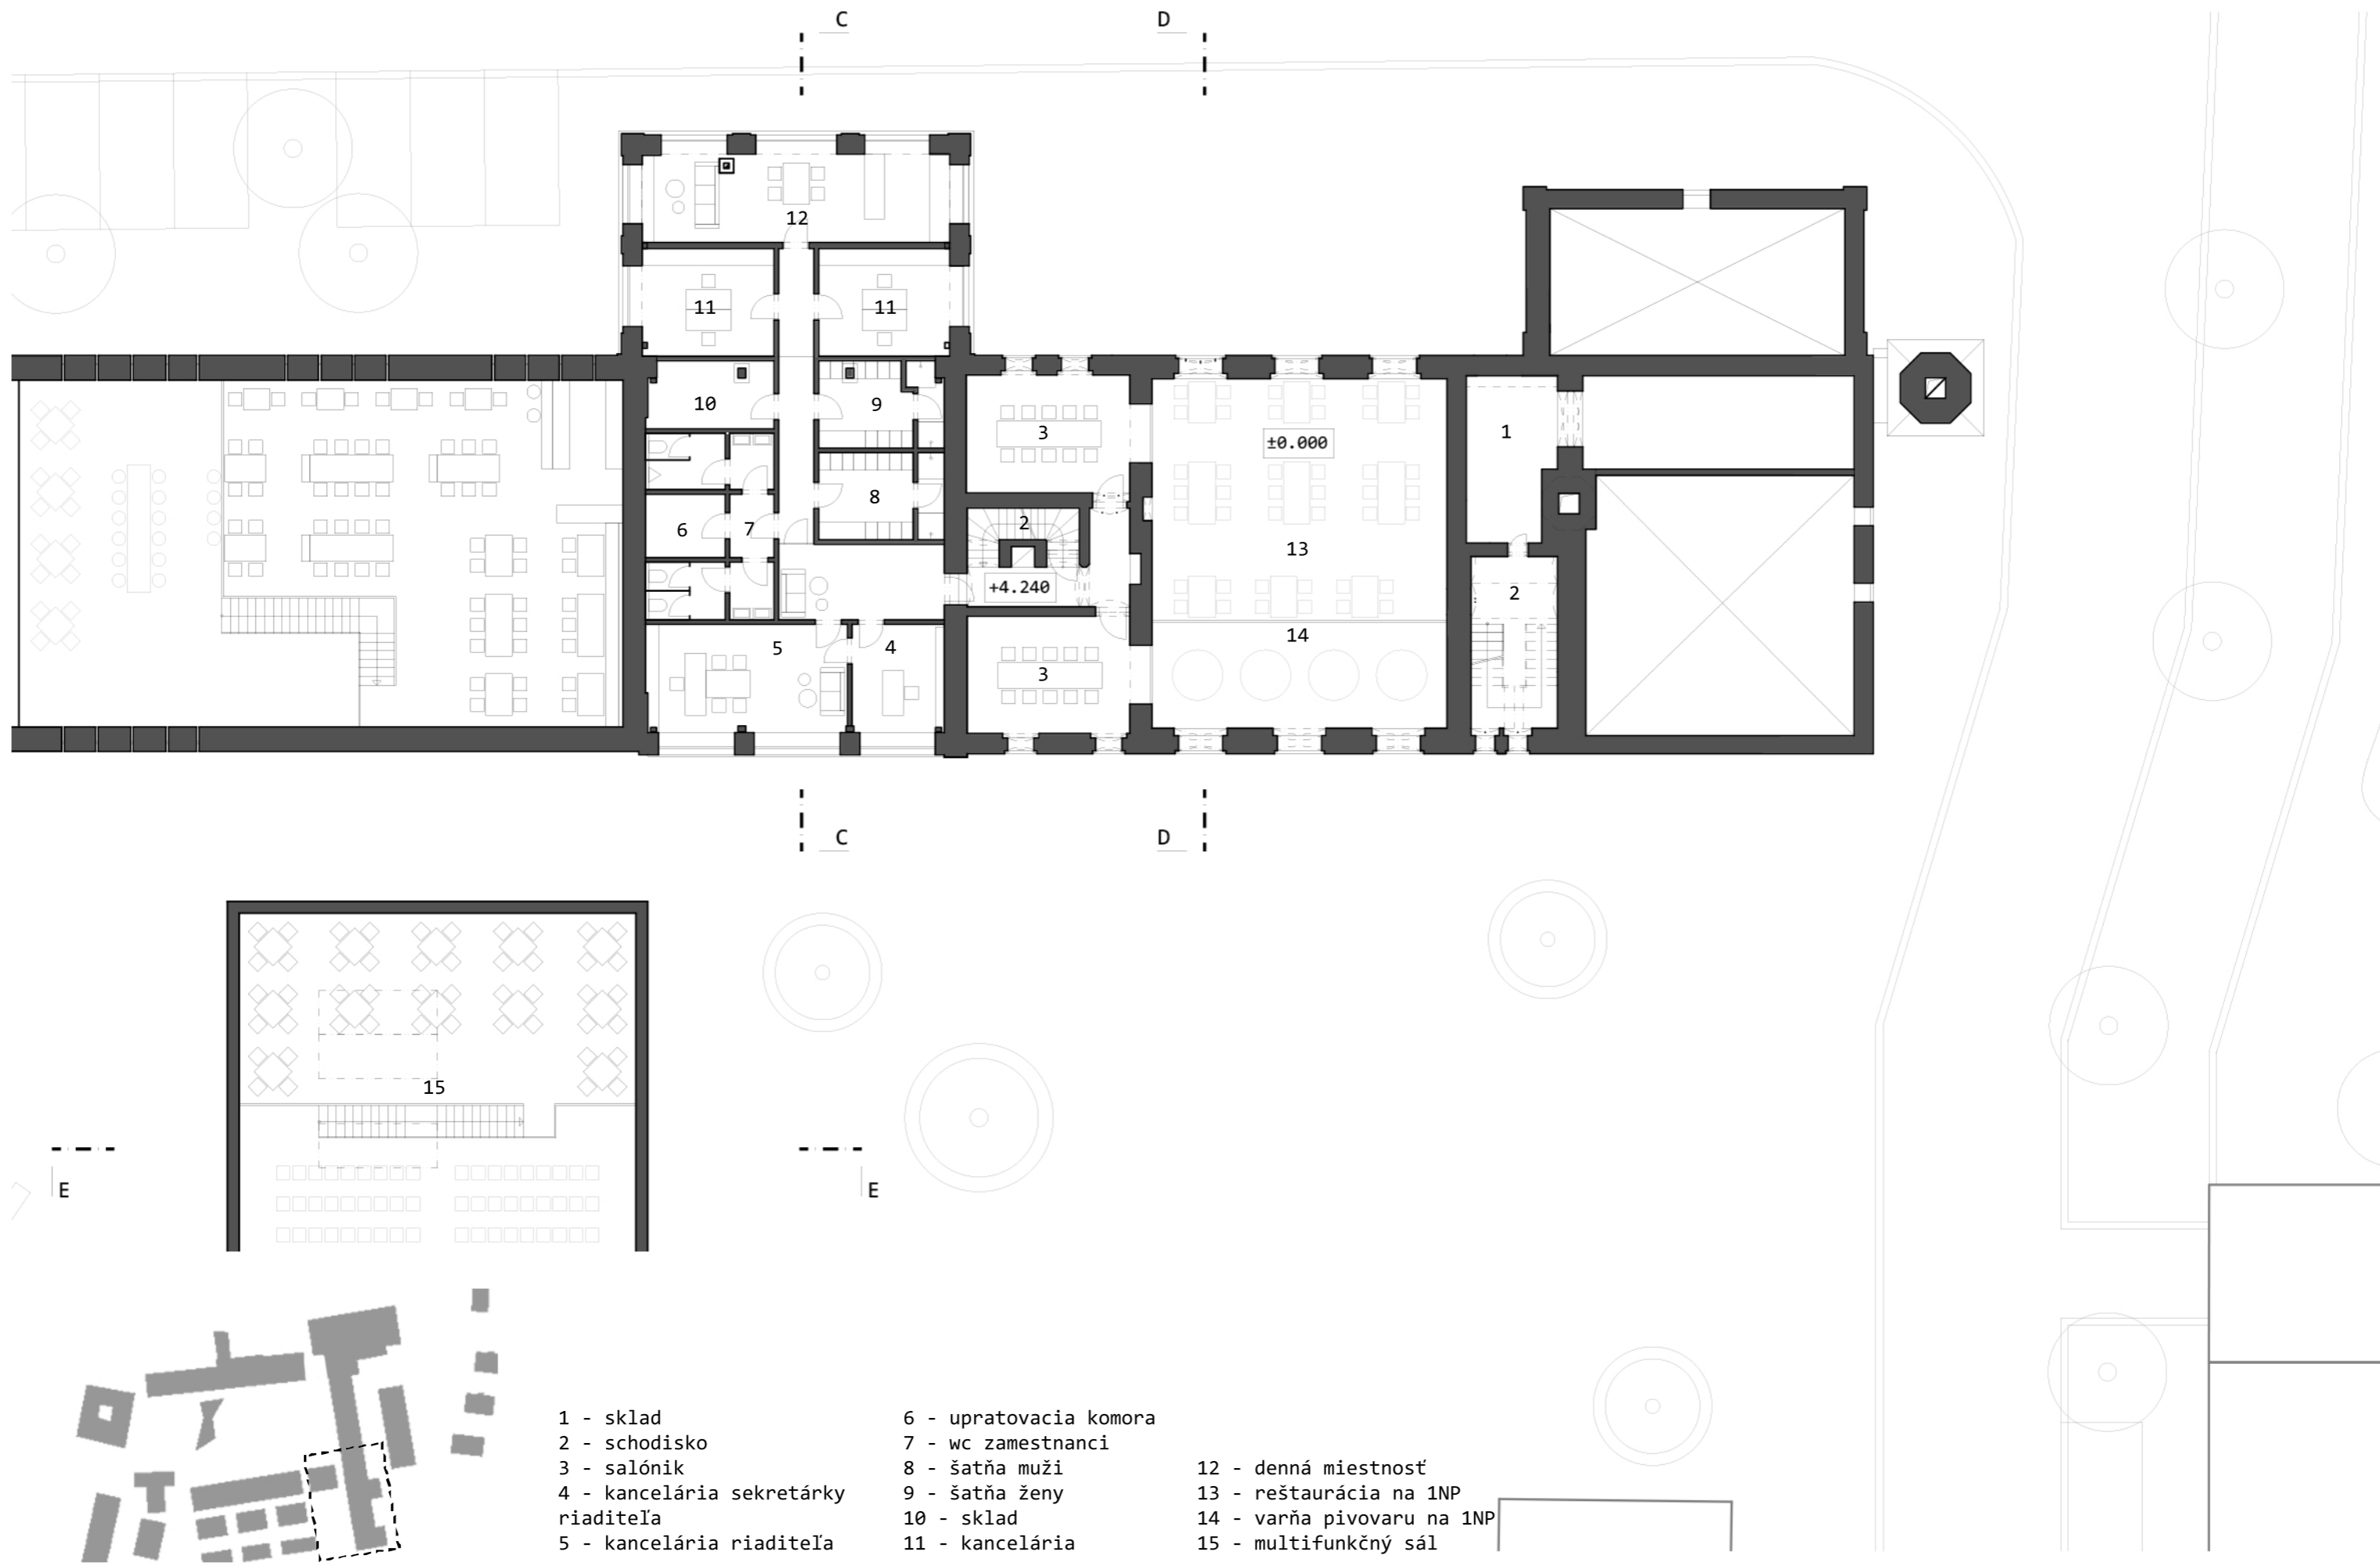 C
D
12
11
11
10
9
3
±0.000
1
8
2
6
7
13
+4.240
2
14
5
4
3
C
D
15
E
E
1 - sklad
2 - schodisko
3 - salónik
4 - kancelária sekretárky
riaditeľa
5 - kancelária riaditeľa
6 - upratovacia komora
7 - wc zamestnanci
8 - šatňa muži
9 - šatňa ženy
10 - sklad
11 - kancelária
12 - denná miestnosť
13 - reštaurácia na 1NP
14 - varňa pivovaru na 1NP
15 - multifunkčný sál